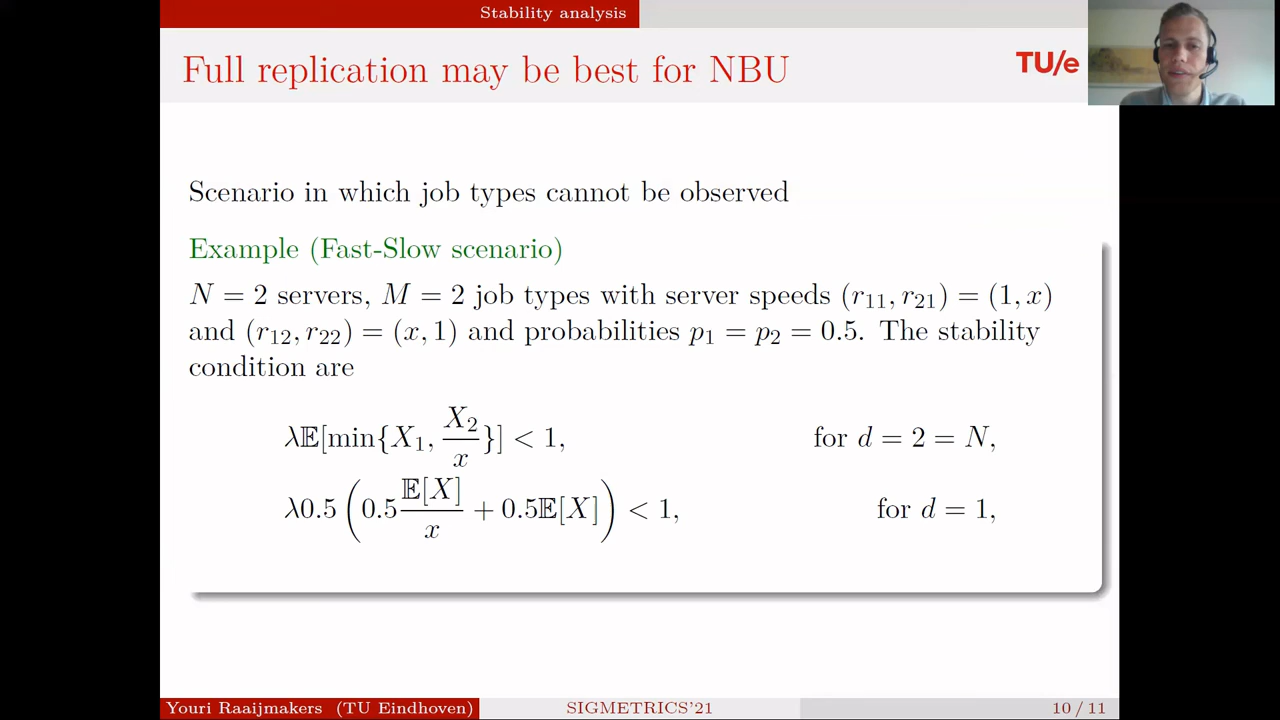 Stability analysis
Full replication may be best for NBU
TU/e
Scenario in which job types cannot be observed
Example (Fast-Slow scenario)
N = 2 servers, M = 2 job types with server speeds (r₁₁, r₂₁) = (1, x)
and (r₁₂, r₂₂) = (x, 1) and probabilities p₁ = p₂ = 0.5. The stability
condition are
λ𝔼[min{X₁, X₂/x}] < 1, for d = 2 = N,
λ0.5 (0.5 𝔼[X]/x + 0.5𝔼[X]) < 1, for d = 1,
Youri Raaijmakers (TU Eindhoven) SIGMETRICS'21 10 / 11